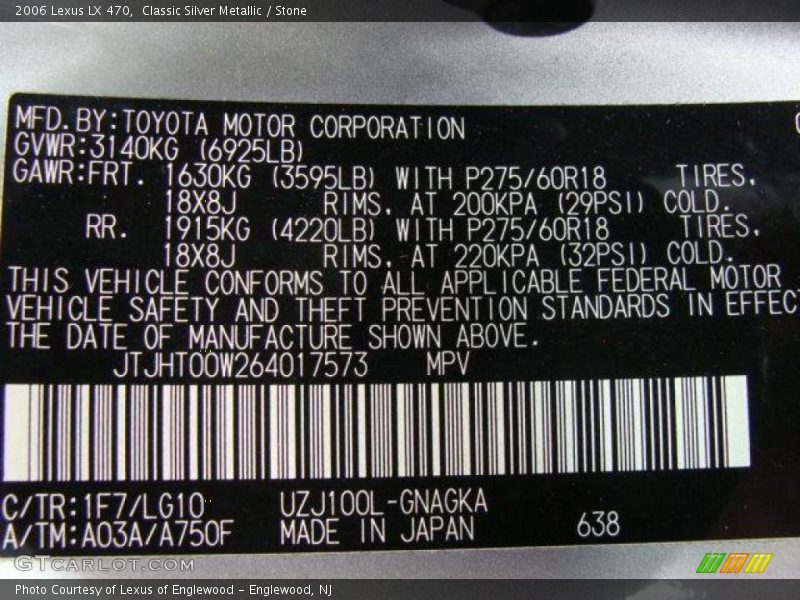 2006 Lexus LX 470, Classic Silver Metallic / Stone
MFD.BY:TOYOTA MOTOR CORPORATION
GVWR:3140KG (6925LB)
GAWR:FRT. 1630KG (3595LB) WITH P275/60R18 TIRES,
18X8J RIMS, AT 200KPA (29PSI) COLD.
RR. 1915KG (4220LB) WITH P275/60R18 TIRES,
18X8J RIMS, AT 220KPA (32PSI) COLD.
THIS VEHICLE CONFORMS TO ALL APPLICABLE FEDERAL MOTOR
VEHICLE SAFETY AND THEFT PREVENTION STANDARDS IN EFFECT
THE DATE OF MANUFACTURE SHOWN ABOVE.
JTJHT00W264017573 MPV
C/TR:1F7/LG10 UZJ100L-GNAGKA
A/TM:A03A/A750F MADE IN JAPAN 638
GTCARLOT.COM
Photo Courtesy of Lexus of Englewood – Englewood, NJ